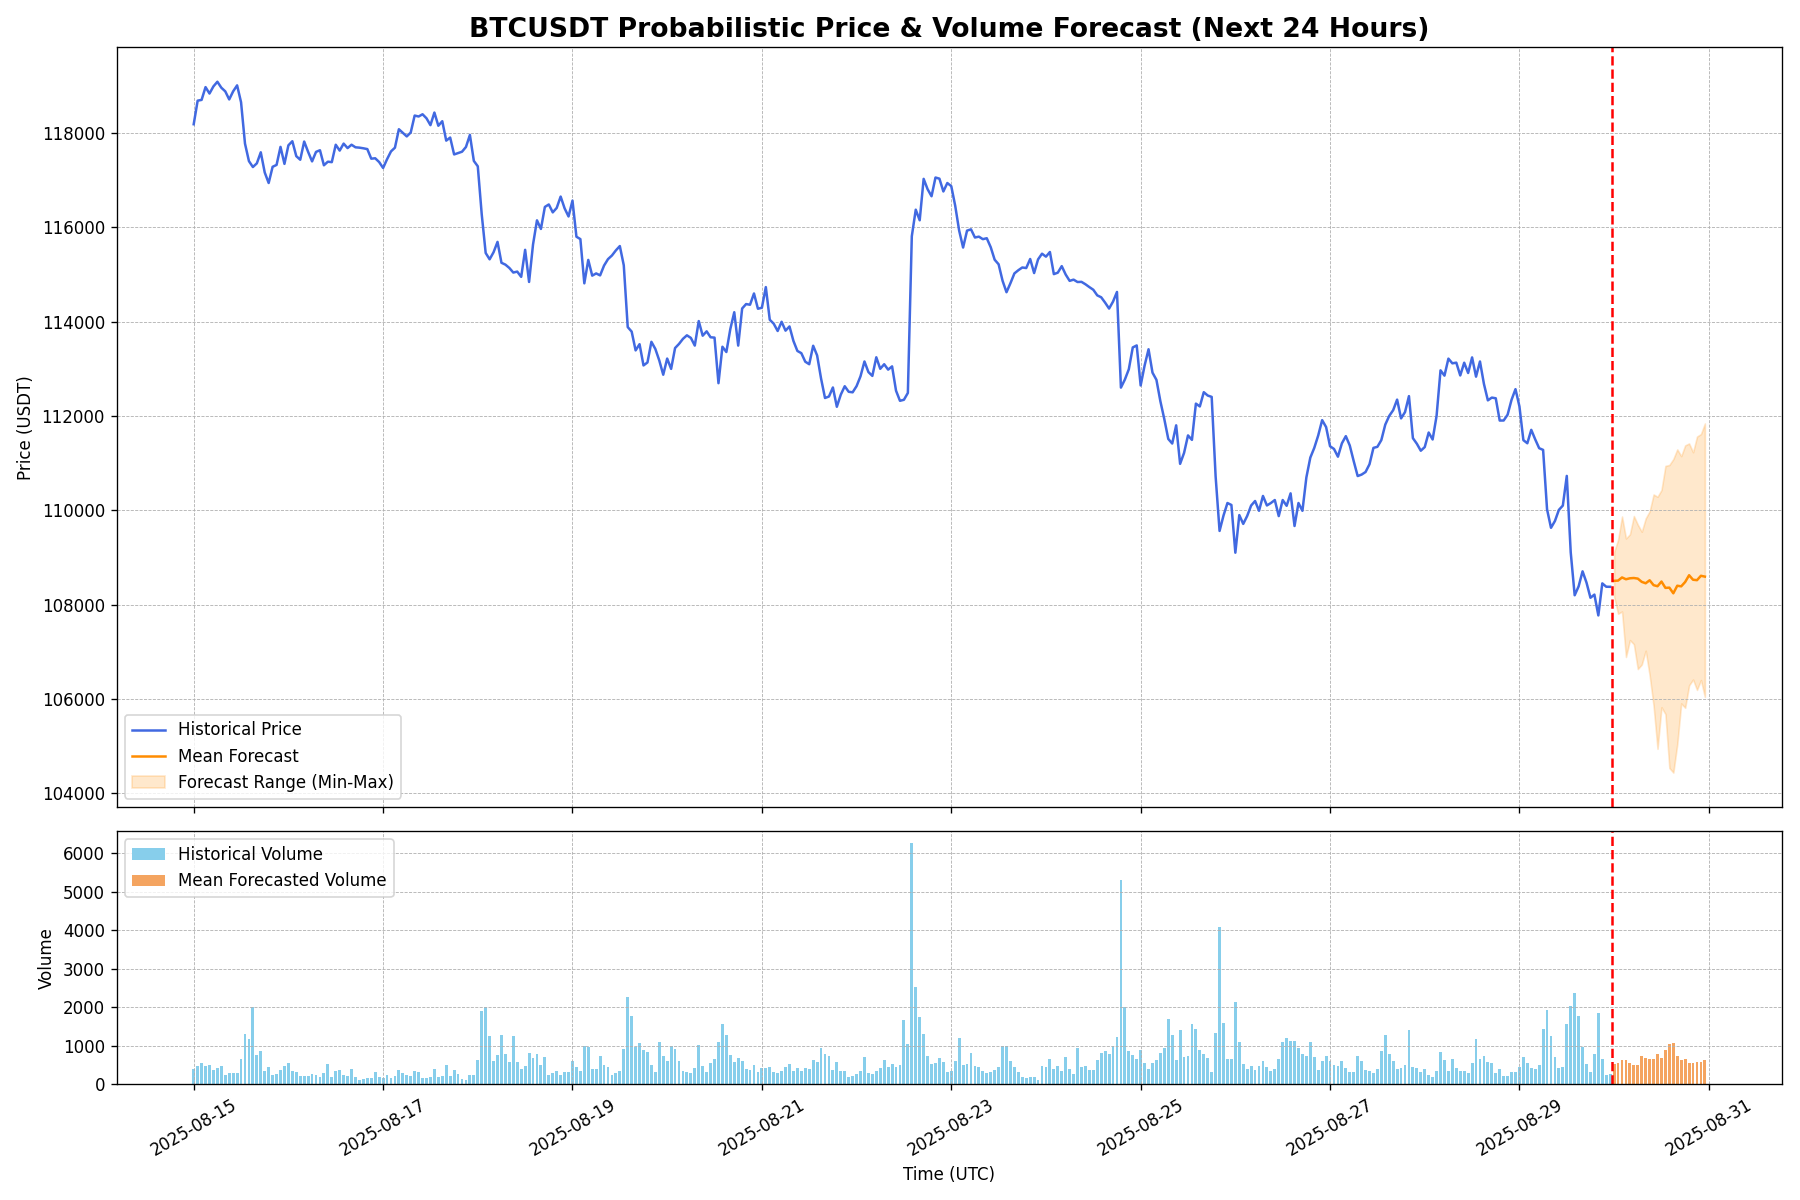 BTCUSDT Probabilistic Price & Volume Forecast (Next 24 Hours)
Price (USDT)
118000
116000
114000
112000
110000
108000
106000
104000
Historical Price
Mean Forecast
Forecast Range (Min-Max)
Volume
6000
5000
4000
3000
2000
1000
0
Historical Volume
Mean Forecasted Volume
2025-08-15
2025-08-17
2025-08-19
2025-08-21
2025-08-23
2025-08-25
2025-08-27
2025-08-29
2025-08-31
Time (UTC)